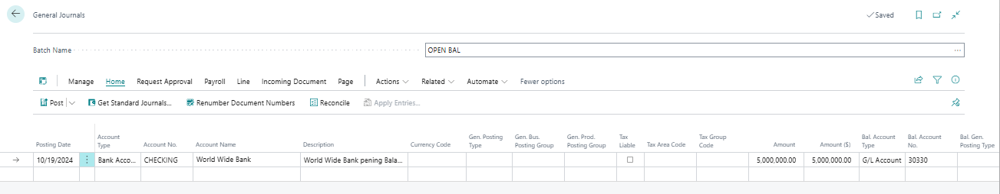 General Journals
Saved
Batch Name
OPEN BAL
Manage Home Request Approval Payroll Line Incoming Document Page Actions Related Automate Fewer options
Post Get Standard Journals... Renumber Document Numbers Reconcile Apply Entries...
Posting Date Account Type Account No. Account Name Description Currency Code Gen. Posting Type Gen. Bus. Posting Group Gen. Prod. Posting Group Tax Liable Tax Area Code Tax Group Code Amount Amount ($) Bal. Account Type Bal. Account No. Bal. Gen. Posting Type
10/19/2024 Bank Acco... CHECKING World Wide Bank World Wide Bank pening Bala... 5,000,000.00 5,000,000.00 G/L Account 30330